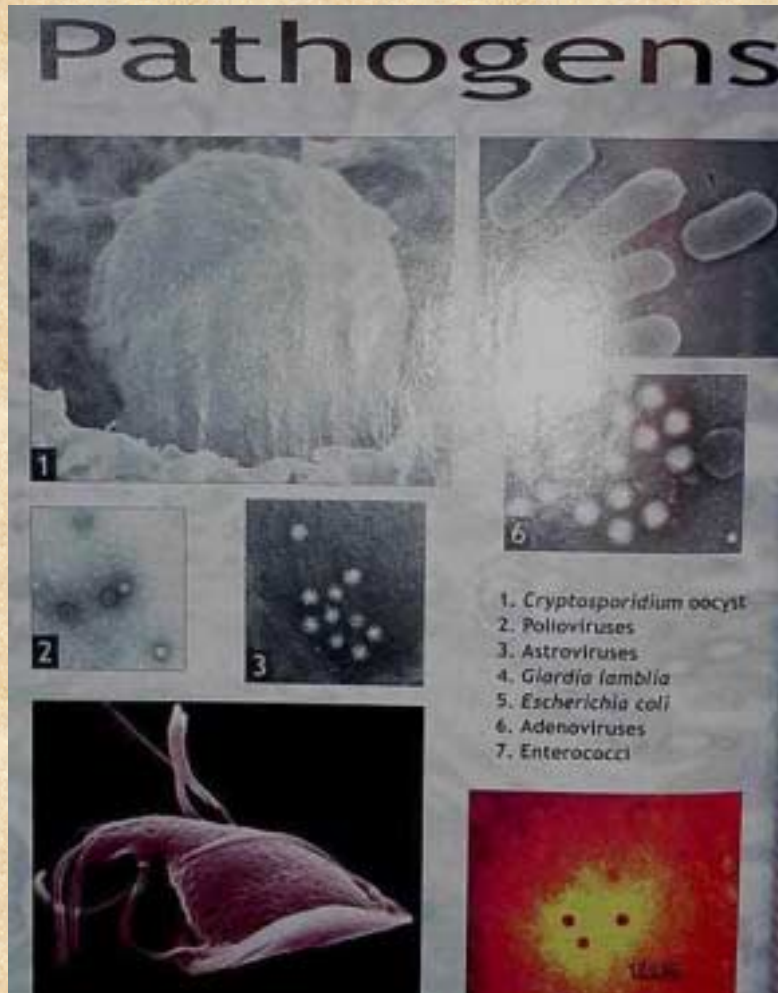 Pathogens
1
6
2
3
1. Cryptosporidium oocyst
2. Polioviruses
3. Astroviruses
4. Giardia lamblia
5. Escherichia coli
6. Adenoviruses
7. Enterococci